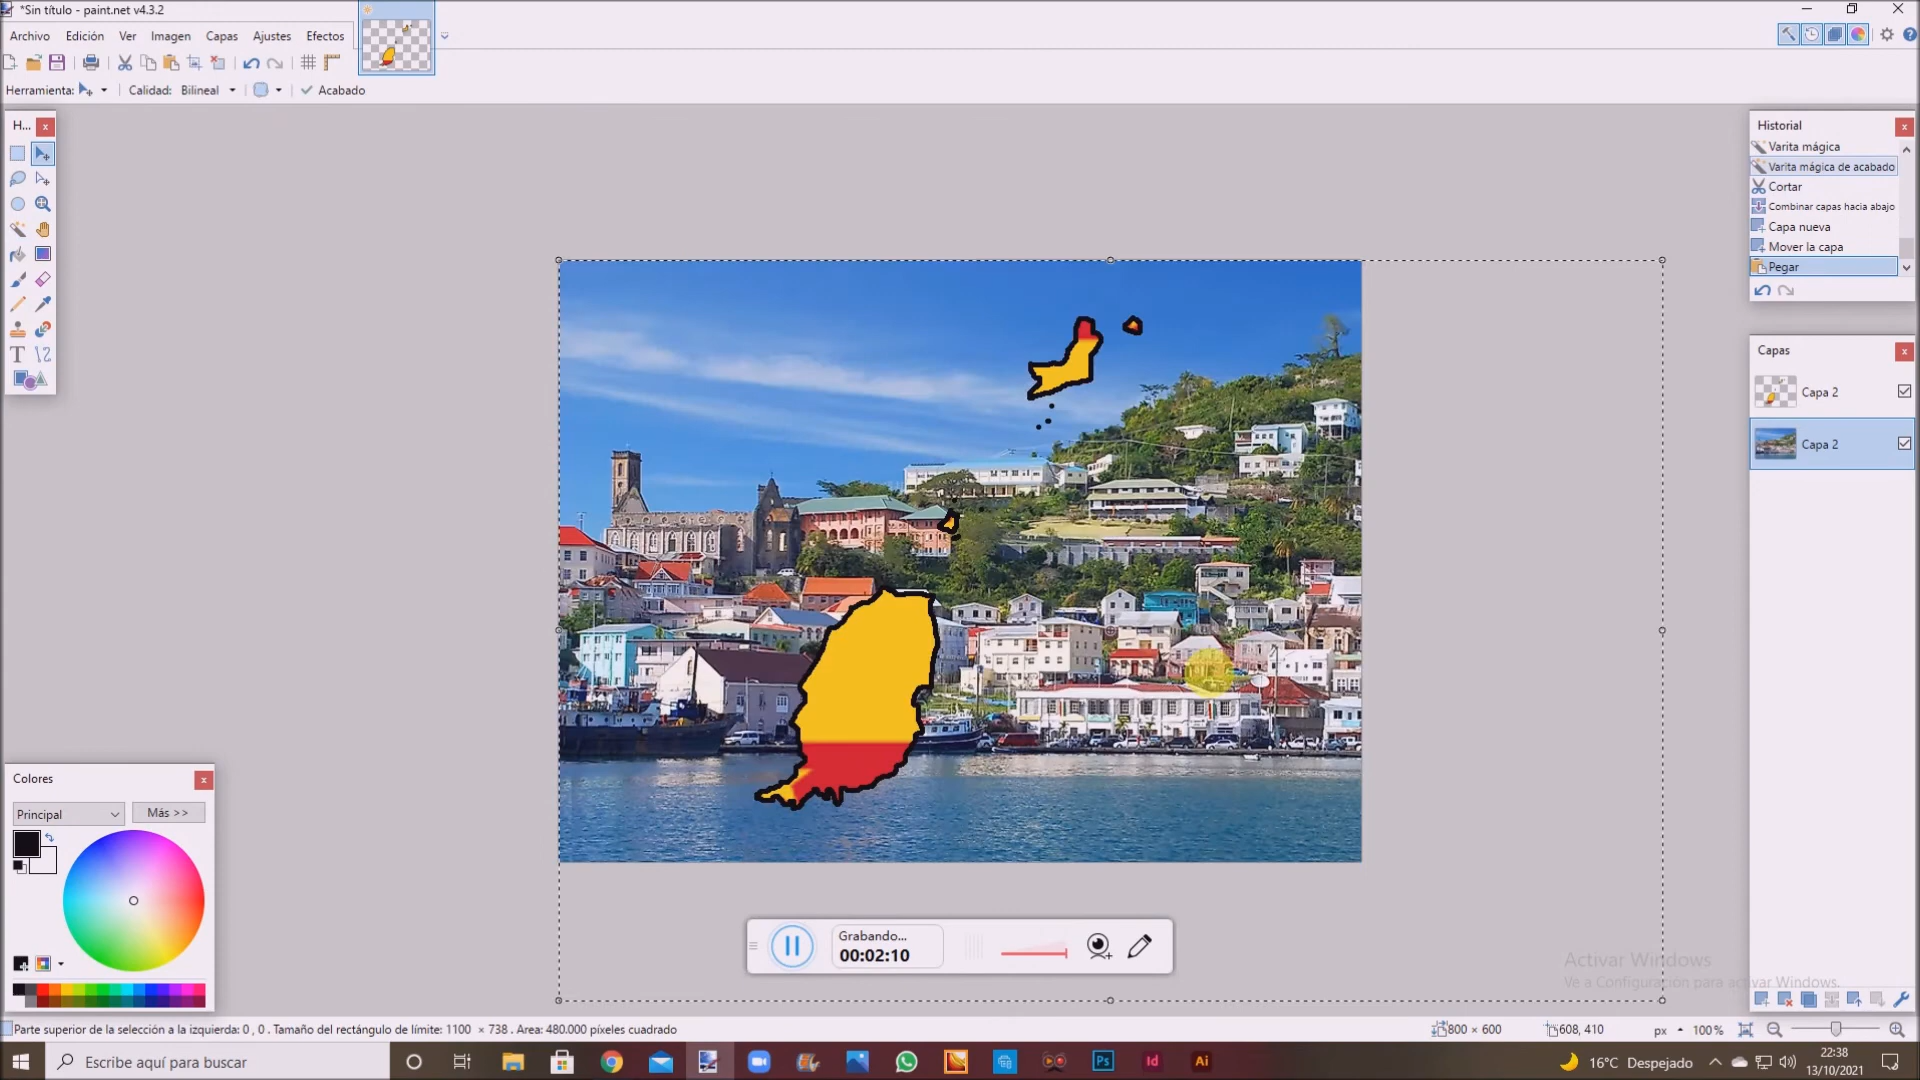 *Sin título - paint.net v4.3.2
Archivo Edición Ver Imagen Capas Ajustes Efectos
Herramienta: Calidad: Bilineal Acabado
H...
Historial
Varita mágica
Varita mágica de acabado
Cortar
Combinar capas hacia abajo
Capa nueva
Mover la capa
Pegar
Capas
Capa 2
Capa 2
Colores
Principal Más >>
Grabando...
00:02:10
Activar Windows
Ve a Configuración para activar Windows.
Parte superior de la selección a la izquierda: 0 , 0 . Tamaño del rectángulo de límite: 1100 × 738 . Area: 480.000 píxeles cuadrado
800 × 600 608, 410 px 100%
Escribe aquí para buscar
Ps Id Ai
16°C Despejado
22:38
13/10/2021